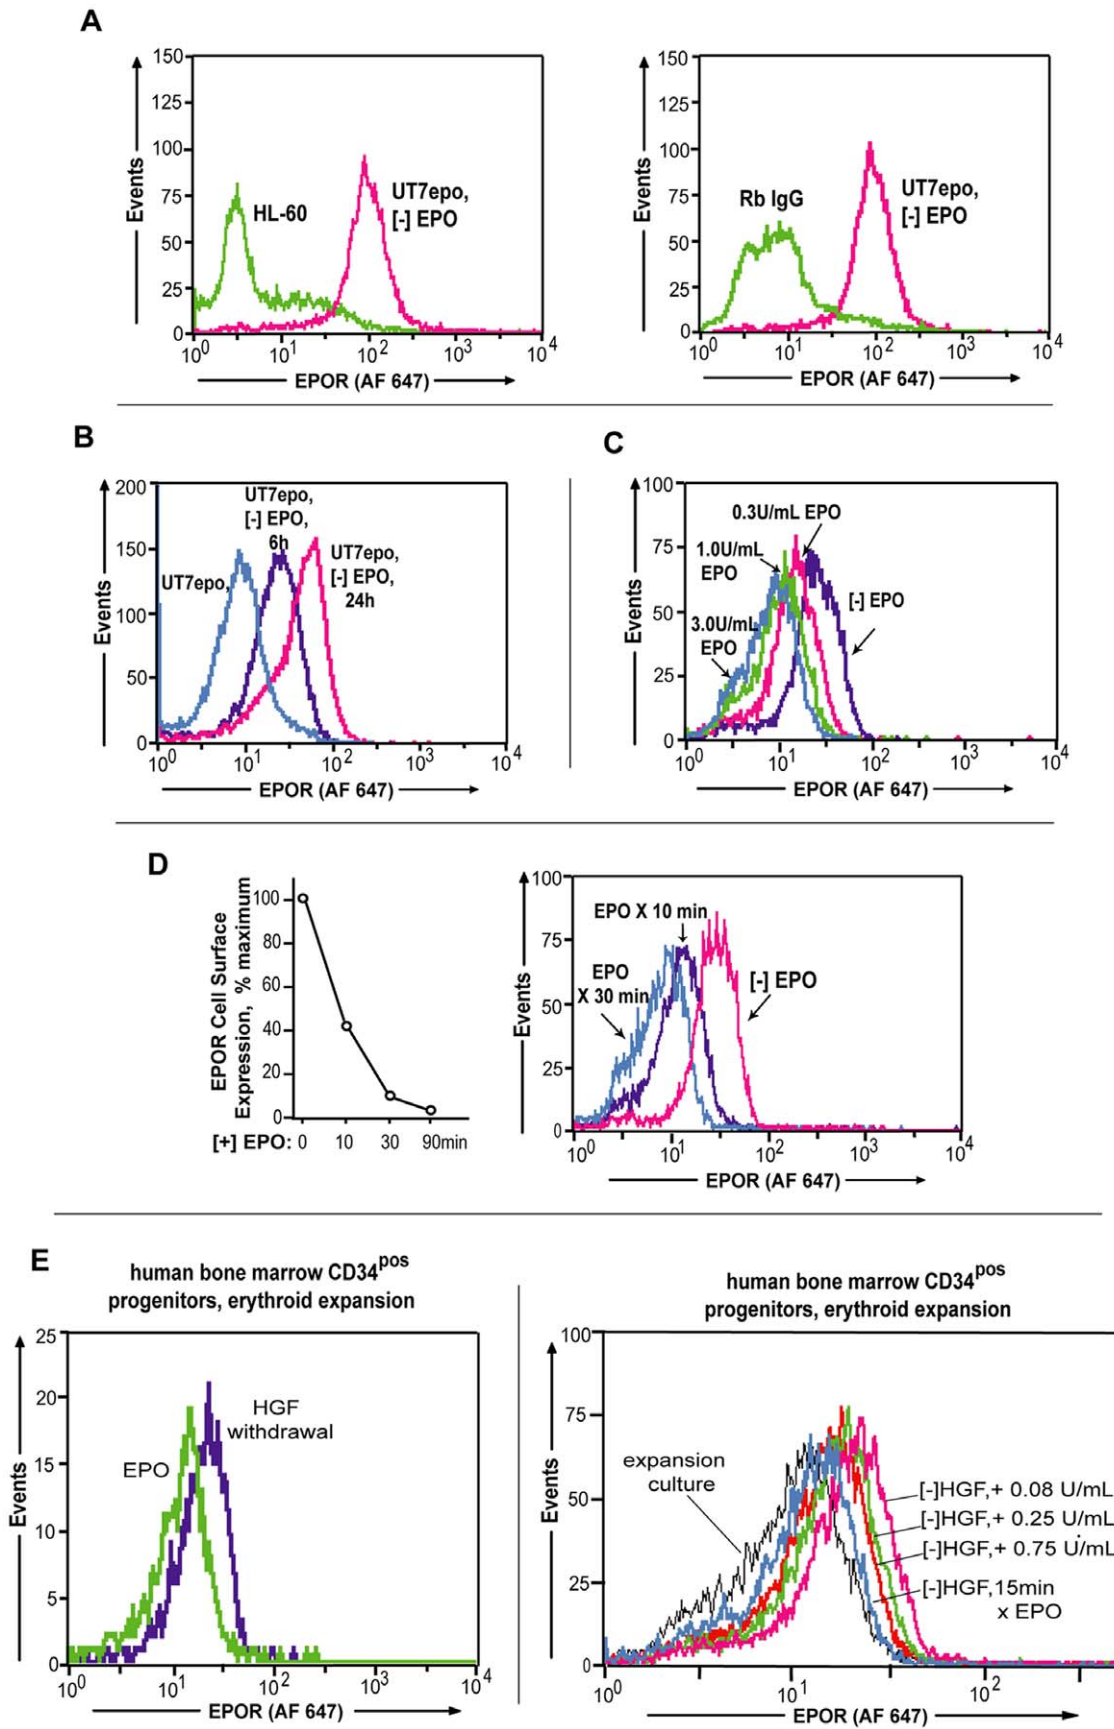 A
150
125
100
75
50
25
0
Events
HL-60
UT7epo,
[-] EPO
10^0 10^1 10^2 10^3 10^4
EPOR (AF 647)
150
125
100
75
50
25
0
Events
Rb IgG
UT7epo,
[-] EPO
10^0 10^1 10^2 10^3 10^4
EPOR (AF 647)
B
200
150
100
50
0
Events
UT7epo,
UT7epo,
[-] EPO,
6h
UT7epo,
[-] EPO,
24h
10^0 10^1 10^2 10^3 10^4
EPOR (AF 647)
C
100
75
50
25
0
Events
0.3U/mL EPO
1.0U/mL
EPO
3.0U/mL
EPO
[-] EPO
10^0 10^1 10^2 10^3 10^4
EPOR (AF 647)
D
EPOR Cell Surface
Expression, % maximum
100
80
60
40
20
0
[+] EPO: 0 10 30 90min
100
75
50
25
0
Events
EPO X 10 min
EPO
X 30 min
[-] EPO
10^0 10^1 10^2 10^3 10^4
EPOR (AF 647)
E
human bone marrow CD34^pos
progenitors, erythroid expansion
25
20
15
10
5
0
Events
EPO
HGF
withdrawal
10^0 10^1 10^2 10^3 10^4
EPOR (AF 647)
human bone marrow CD34^pos
progenitors, erythroid expansion
100
75
50
25
0
Events
expansion
culture
[-]HGF,+ 0.08 U/mL
[-]HGF,+ 0.25 U/mL
[-]HGF,+ 0.75 U/mL
[-]HGF,15min
x EPO
10^0 10^1 10^2
EPOR (AF 647)